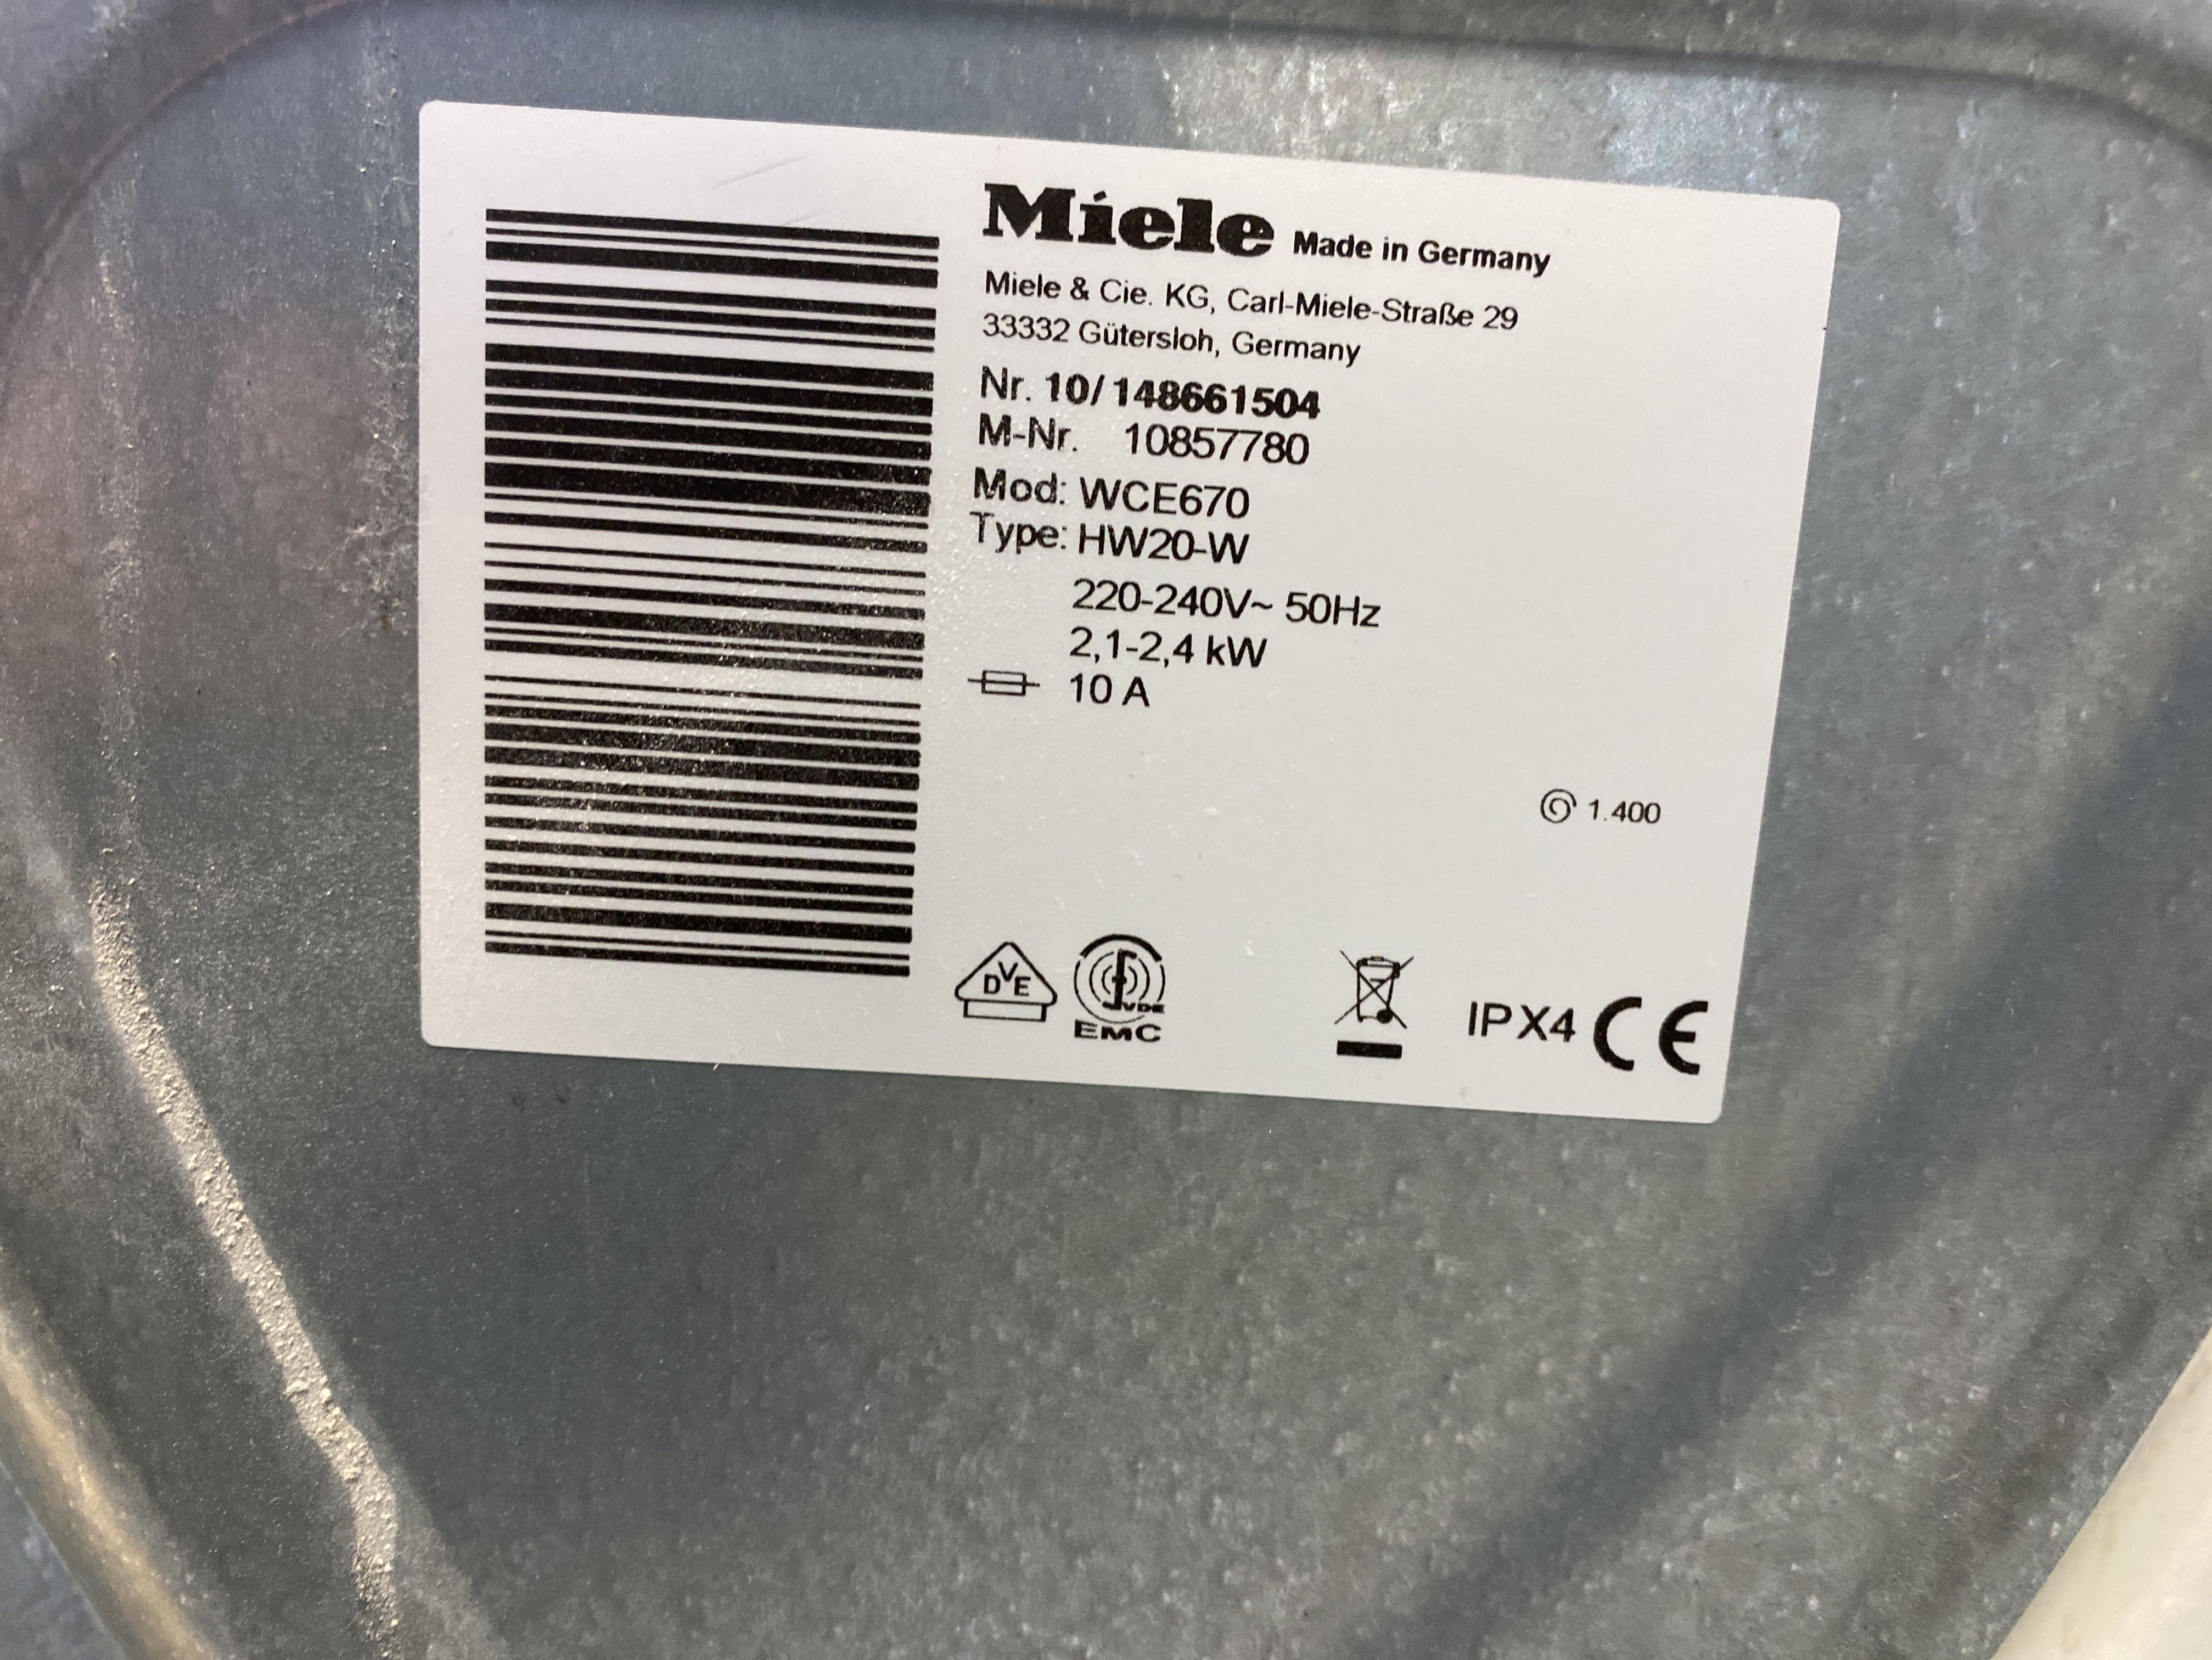 Miele Made in Germany
Miele & Cie. KG, Carl-Miele-Straße 29
33332 Gütersloh, Germany
Nr. 10/148661504
M-Nr. 10857780
Mod: WCE670
Type: HW20-W
220-240V~ 50Hz
2,1-2,4 kW
10 A
1.400
DVE
VDE
EMC
IPX4 CE